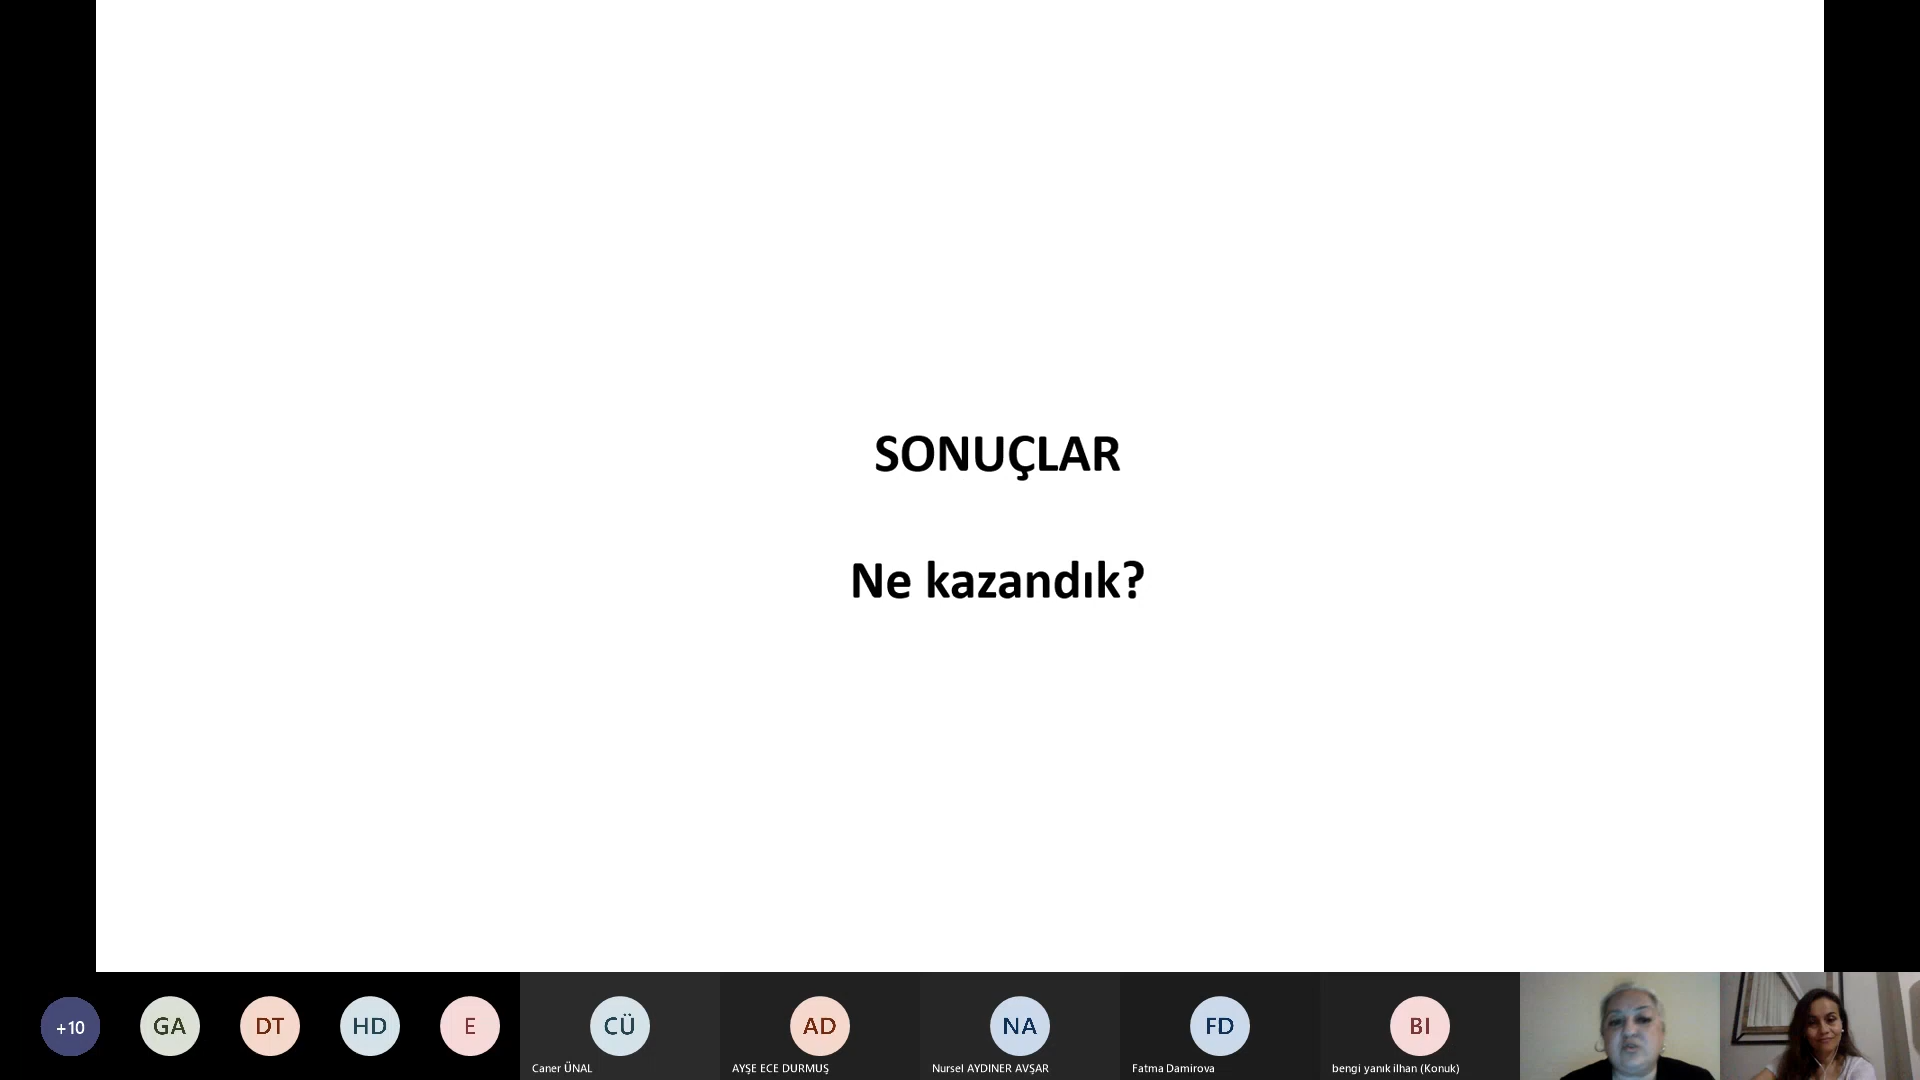 SONUÇLAR
Ne kazandık?
+10
GA
DT
HD
E
CÜ
AD
NA
FD
BI
Caner ÜNAL
AYŞE ECE DURMUŞ
Nursel AYDINER AVŞAR
Fatma Damirova
bengi yanık ilhan (Konuk)